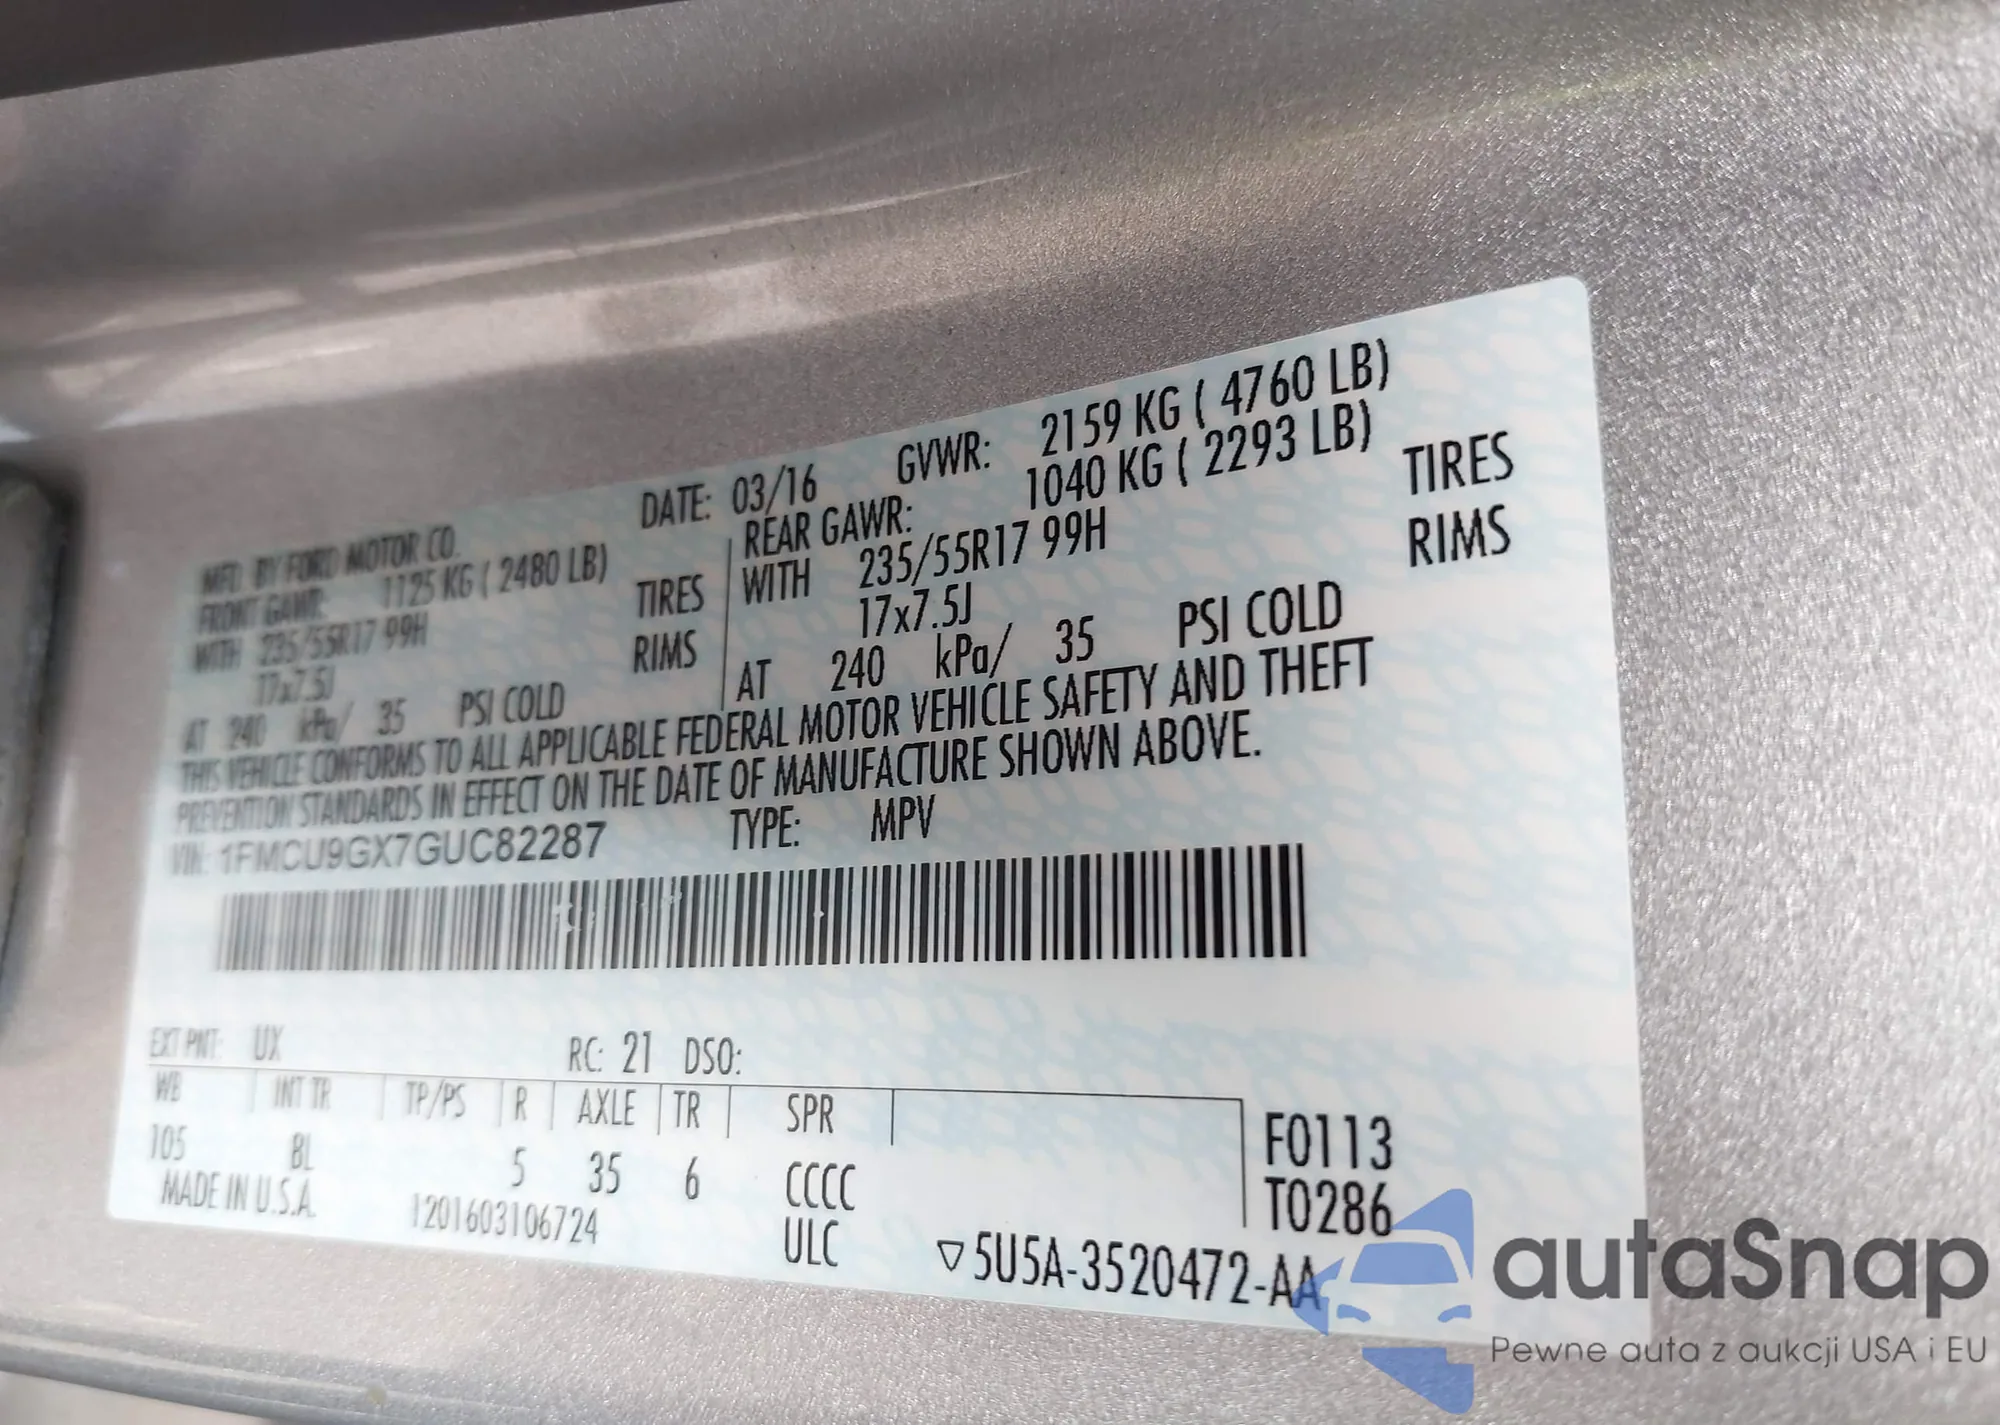 MFD. BY FORD MOTOR CO.
DATE: 03/16 GVWR: 2159 KG ( 4760 LB)
FRONT GAWR: 1125 KG ( 2480 LB)
REAR GAWR: 1040 KG ( 2293 LB)
WITH 235/55R17 99H TIRES
WITH 235/55R17 99H TIRES
17x7.5J RIMS
17x7.5J RIMS
AT 240 kPa/ 35 PSI COLD
AT 240 kPa/ 35 PSI COLD
THIS VEHICLE CONFORMS TO ALL APPLICABLE FEDERAL MOTOR VEHICLE SAFETY AND THEFT
PREVENTION STANDARDS IN EFFECT ON THE DATE OF MANUFACTURE SHOWN ABOVE.
VIN: 1FMCU9GX7GUC82287 TYPE: MPV
EXT PNT: UX RC: 21 DSO:
WB INT TR TP/PS R AXLE TR SPR
105 BL 5 35 6 CCCC
F0113
T0286
MADE IN U.S.A. 1201603106724 ULC
▽5U5A-3520472-AA
autaSnap
Pewne auta z aukcji USA i EU